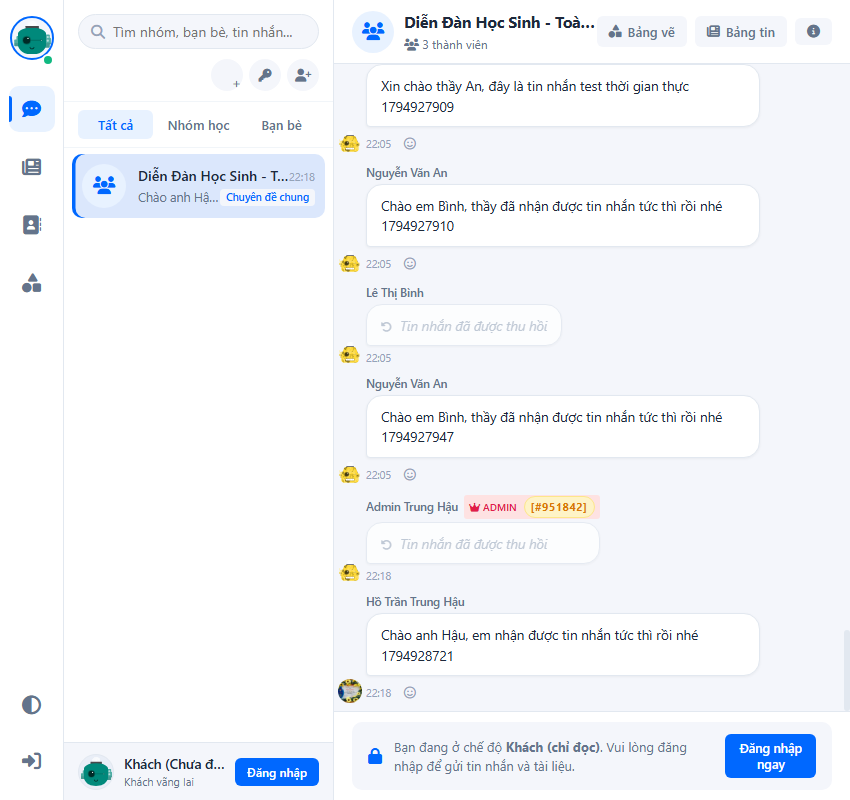 Tìm nhóm, bạn bè, tin nhắn...
Tất cả
Nhóm học
Bạn bè
Diễn Đàn Học Sinh - T...
22:18
Chào anh Hậ...
Chuyên đề chung
Khách (Chưa đ...
Khách vãng lai
Đăng nhập
Diễn Đàn Học Sinh - Toà...
3 thành viên
Bảng vẽ
Bảng tin
Xin chào thầy An, đây là tin nhắn test thời gian thực
1794927909
22:05
Nguyễn Văn An
Chào em Bình, thầy đã nhận được tin nhắn tức thì rồi nhé
1794927910
22:05
Lê Thị Bình
Tin nhắn đã được thu hồi
22:05
Nguyễn Văn An
Chào em Bình, thầy đã nhận được tin nhắn tức thì rồi nhé
1794927947
22:05
Admin Trung Hậu
ADMIN
[#951842]
Tin nhắn đã được thu hồi
22:18
Hồ Trần Trung Hậu
Chào anh Hậu, em nhận được tin nhắn tức thì rồi nhé
1794928721
22:18
Bạn đang ở chế độ Khách (chỉ đọc). Vui lòng đăng
nhập để gửi tin nhắn và tài liệu.
Đăng nhập
ngay